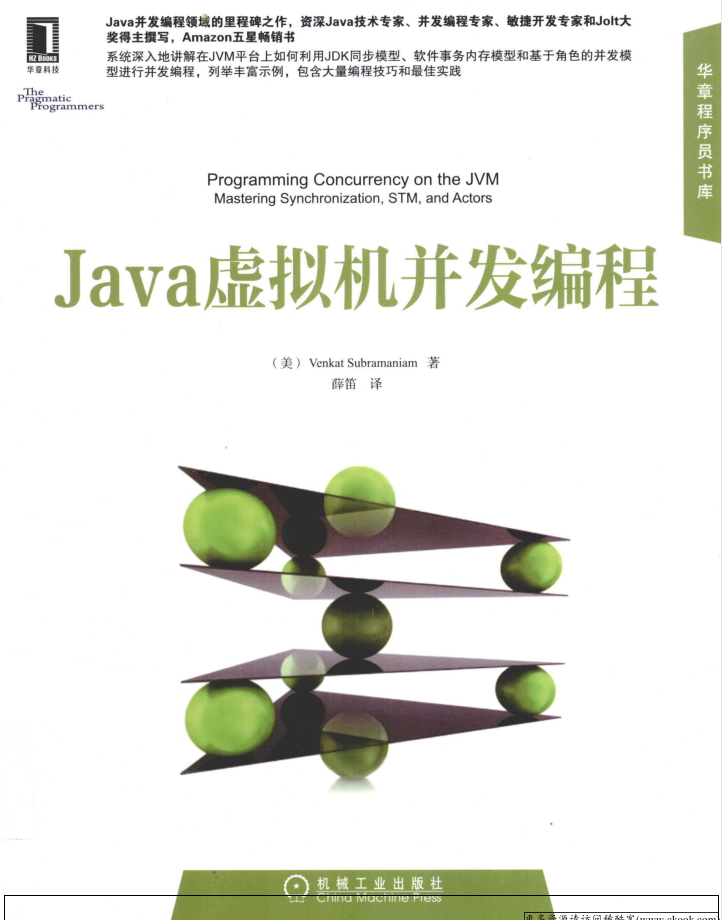 Java并发编程领域的里程碑之作，资深Java技术专家、并发编程专家、敏捷开发专家和Jolt大
奖得主撰写，Amazon五星畅销书
系统深入地讲解在JVM平台上如何利用JDK同步模型、软件事务内存模型和基于角色的并发模
型进行并发编程，列举丰富示例，包含大量编程技巧和最佳实践
HZ BOOKS
华章科技
The
Pragmatic
Programmers
华章程序员书库
Programming Concurrency on the JVM
Mastering Synchronization, STM, and Actors
Java虚拟机并发编程
（美）Venkat Subramaniam 著
薛笛 译
机械工业出版社
China Machine Press
(www.ckook.com